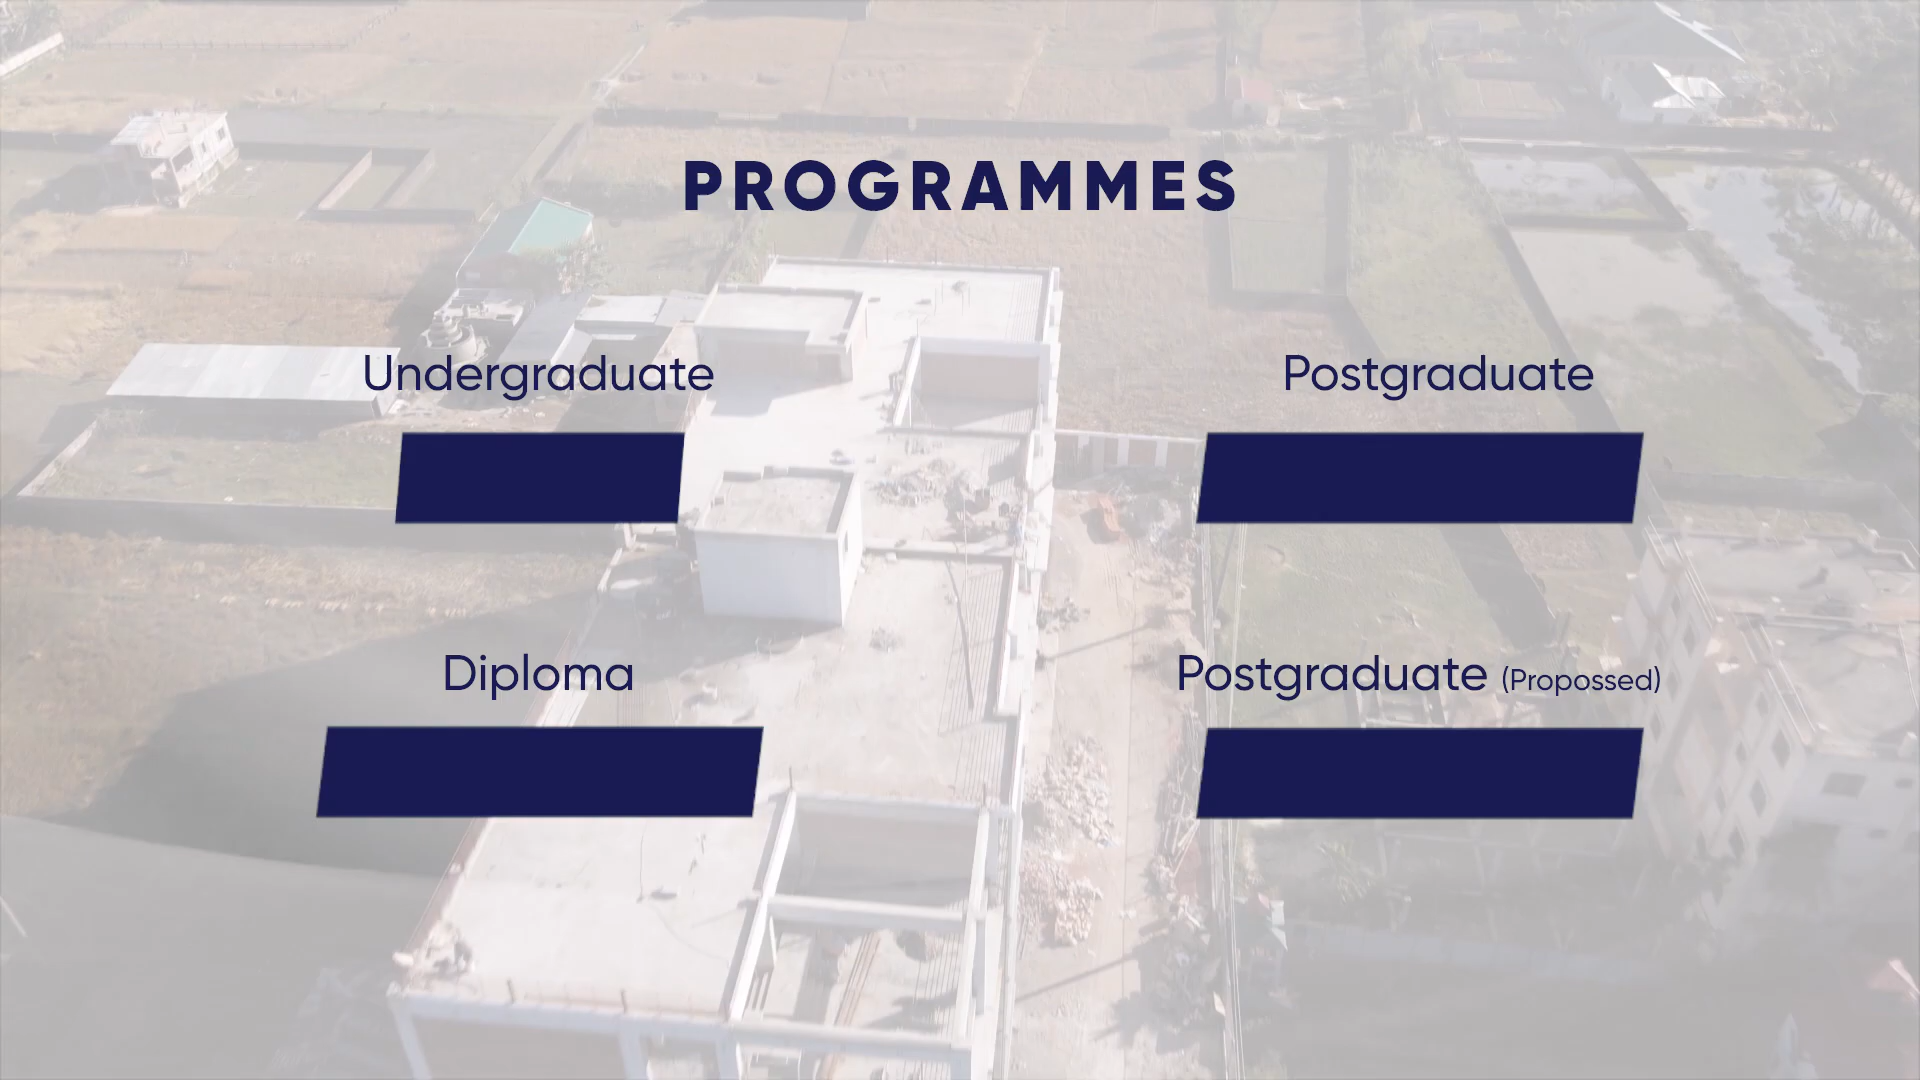 PROGRAMMES
Undergraduate
Postgraduate
Diploma
Postgraduate (Propossed)